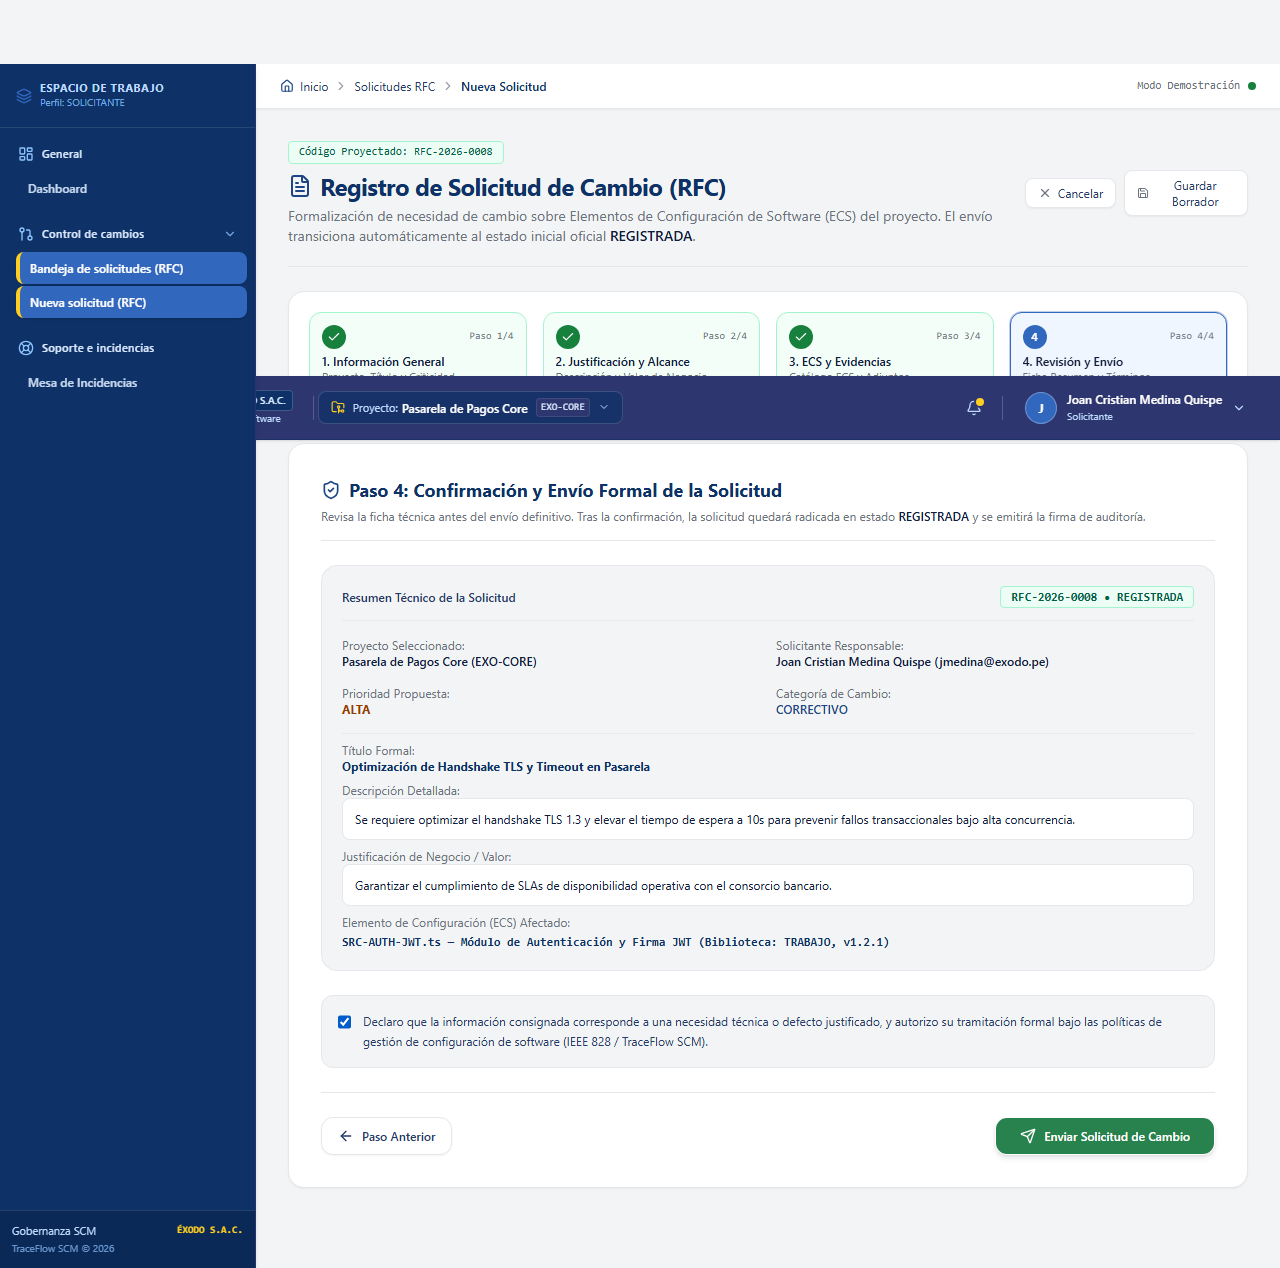 ESPACIO DE TRABAJO
Perfil: SOLICITANTE
General
Dashboard
Control de cambios
Bandeja de solicitudes (RFC)
Nueva solicitud (RFC)
Soporte e incidencias
Mesa de Incidencias
Gobernanza SCM
ÉXODO S.A.C.
TraceFlow SCM © 2026
Inicio
Solicitudes RFC
Nueva Solicitud
Modo Demostración
Código Proyectado: RFC-2026-0008
Registro de Solicitud de Cambio (RFC)
Formalización de necesidad de cambio sobre Elementos de Configuración de Software (ECS) del proyecto. El envío
transiciona automáticamente al estado inicial oficial REGISTRADA.
Cancelar
Guardar
Borrador
Paso 1/4
1. Información General
Paso 2/4
2. Justificación y Alcance
Paso 3/4
3. ECS y Evidencias
4
Paso 4/4
4. Revisión y Envío
S.A.C.
tware
Proyecto: Pasarela de Pagos Core
EXO-CORE
J
Joan Cristian Medina Quispe
Solicitante
Paso 4: Confirmación y Envío Formal de la Solicitud
Revisa la ficha técnica antes del envío definitivo. Tras la confirmación, la solicitud quedará radicada en estado REGISTRADA y se emitirá la firma de auditoría.
Resumen Técnico de la Solicitud
RFC-2026-0008 • REGISTRADA
Proyecto Seleccionado:
Pasarela de Pagos Core (EXO-CORE)
Solicitante Responsable:
Joan Cristian Medina Quispe (jmedina@exodo.pe)
Prioridad Propuesta:
ALTA
Categoría de Cambio:
CORRECTIVO
Título Formal:
Optimización de Handshake TLS y Timeout en Pasarela
Descripción Detallada:
Se requiere optimizar el handshake TLS 1.3 y elevar el tiempo de espera a 10s para prevenir fallos transaccionales bajo alta concurrencia.
Justificación de Negocio / Valor:
Garantizar el cumplimiento de SLAs de disponibilidad operativa con el consorcio bancario.
Elemento de Configuración (ECS) Afectado:
SRC-AUTH-JWT.ts — Módulo de Autenticación y Firma JWT (Biblioteca: TRABAJO, v1.2.1)
Declaro que la información consignada corresponde a una necesidad técnica o defecto justificado, y autorizo su tramitación formal bajo las políticas de
gestión de configuración de software (IEEE 828 / TraceFlow SCM).
Paso Anterior
Enviar Solicitud de Cambio